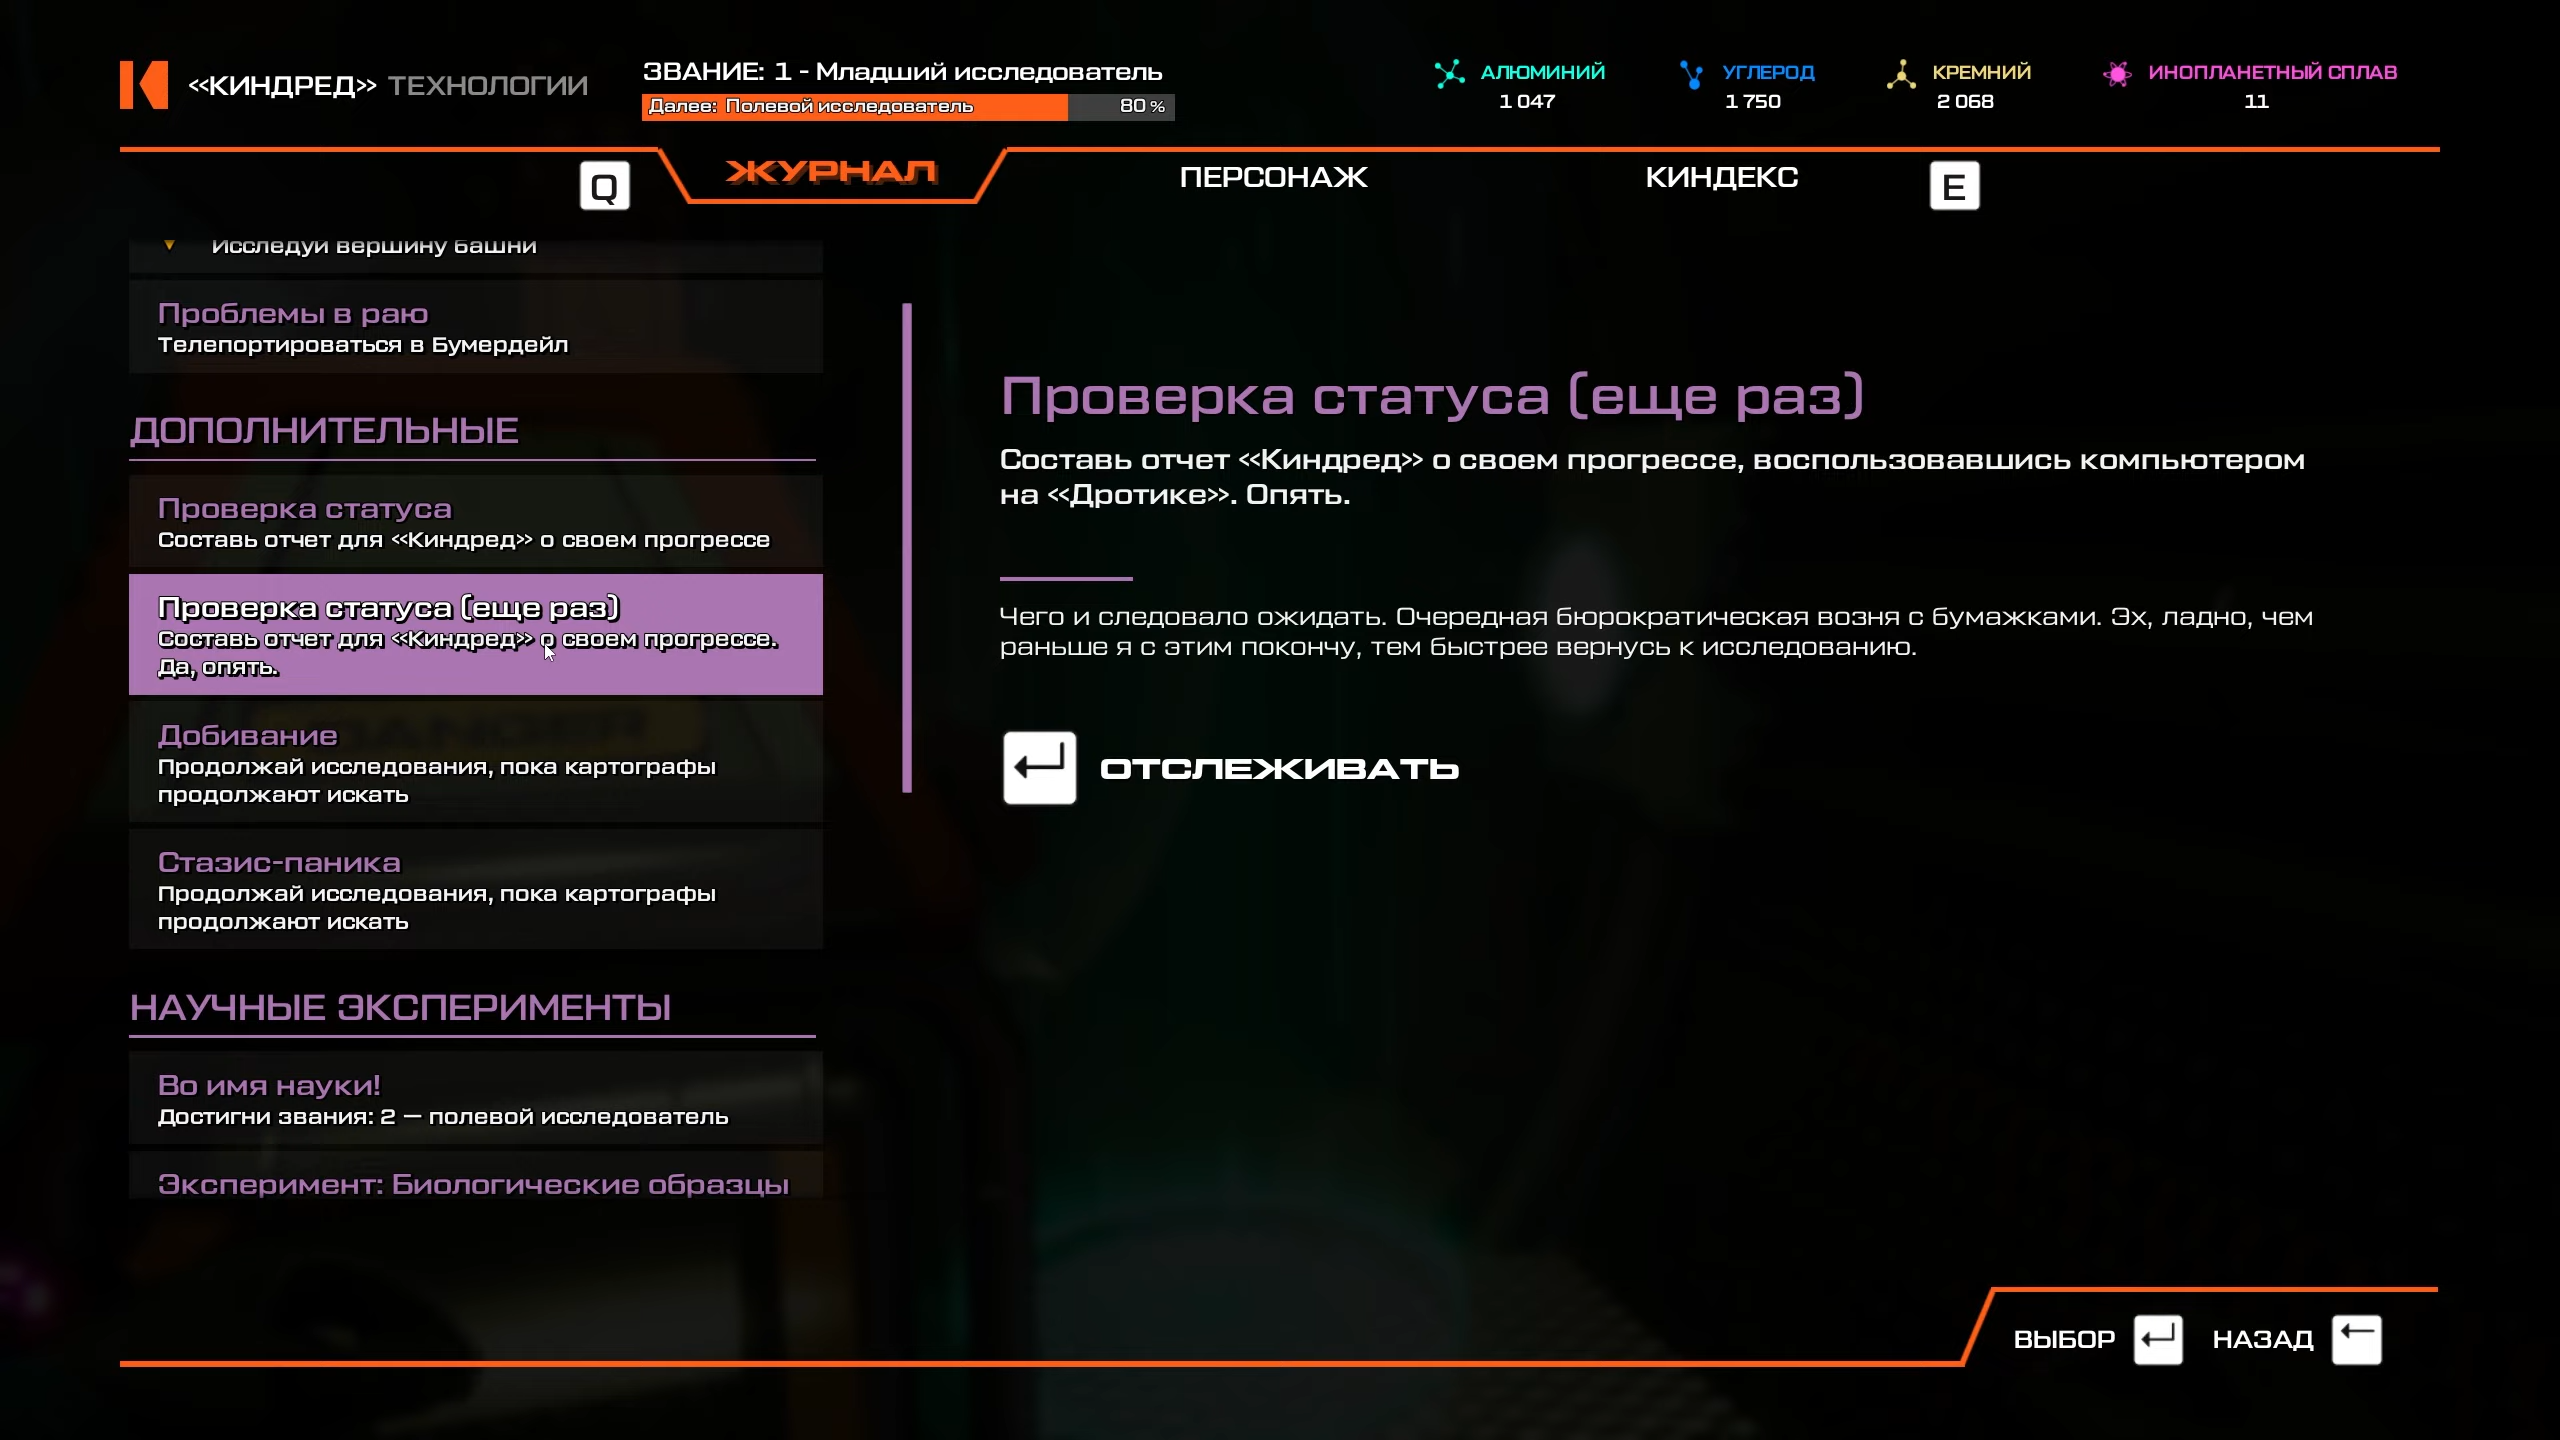 «КИНДРЕД» ТЕХНОЛОГИИ
ЗВАНИЕ: 1 - Младший исследователь
Далее: Полевой исследователь 80 %
АЛЮМИНИЙ
1 047
УГЛЕРОД
1 750
КРЕМНИЙ
2 068
ИНОПЛАНЕТНЫЙ СПЛАВ
11
Q
ЖУРНАЛ
ПЕРСОНАЖ
КИНДЕКС
E
Исследуй вершину башни
Проблемы в раю
Телепортироваться в Бумердейл
ДОПОЛНИТЕЛЬНЫЕ
Проверка статуса
Составь отчет для «Киндред» о своем прогрессе
Проверка статуса (еще раз)
Составь отчет для «Киндред» о своем прогрессе.
Да, опять.
Добивание
Продолжай исследования, пока картографы
продолжают искать
Стазис-паника
Продолжай исследования, пока картографы
продолжают искать
НАУЧНЫЕ ЭКСПЕРИМЕНТЫ
Во имя науки!
Достигни звания: 2 — полевой исследователь
Эксперимент: Биологические образцы
Проверка статуса (еще раз)
Составь отчет «Киндред» о своем прогрессе, воспользовавшись компьютером
на «Дротике». Опять.
Чего и следовало ожидать. Очередная бюрократическая возня с бумажками. Эх, ладно, чем
раньше я с этим покончу, тем быстрее вернусь к исследованию.
ОТСЛЕЖИВАТЬ
ВЫБОР
НАЗАД